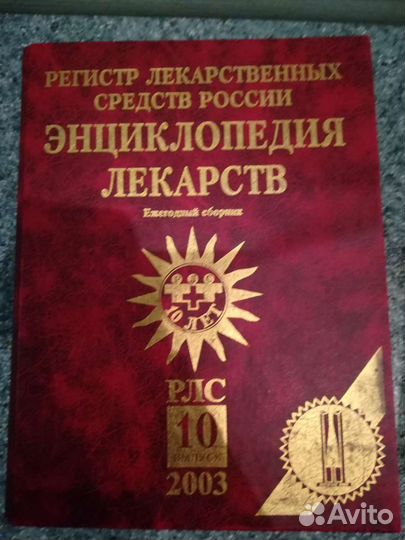 РЕГИСТР ЛЕКАРСТВЕННЫХ
СРЕДСТВ РОССИИ
ЭНЦИКЛОПЕДИЯ
ЛЕКАРСТВ
Ежегодный сборник
10 ЛЕТ
РЛС
10
ВЫПУСК
2003
Avito